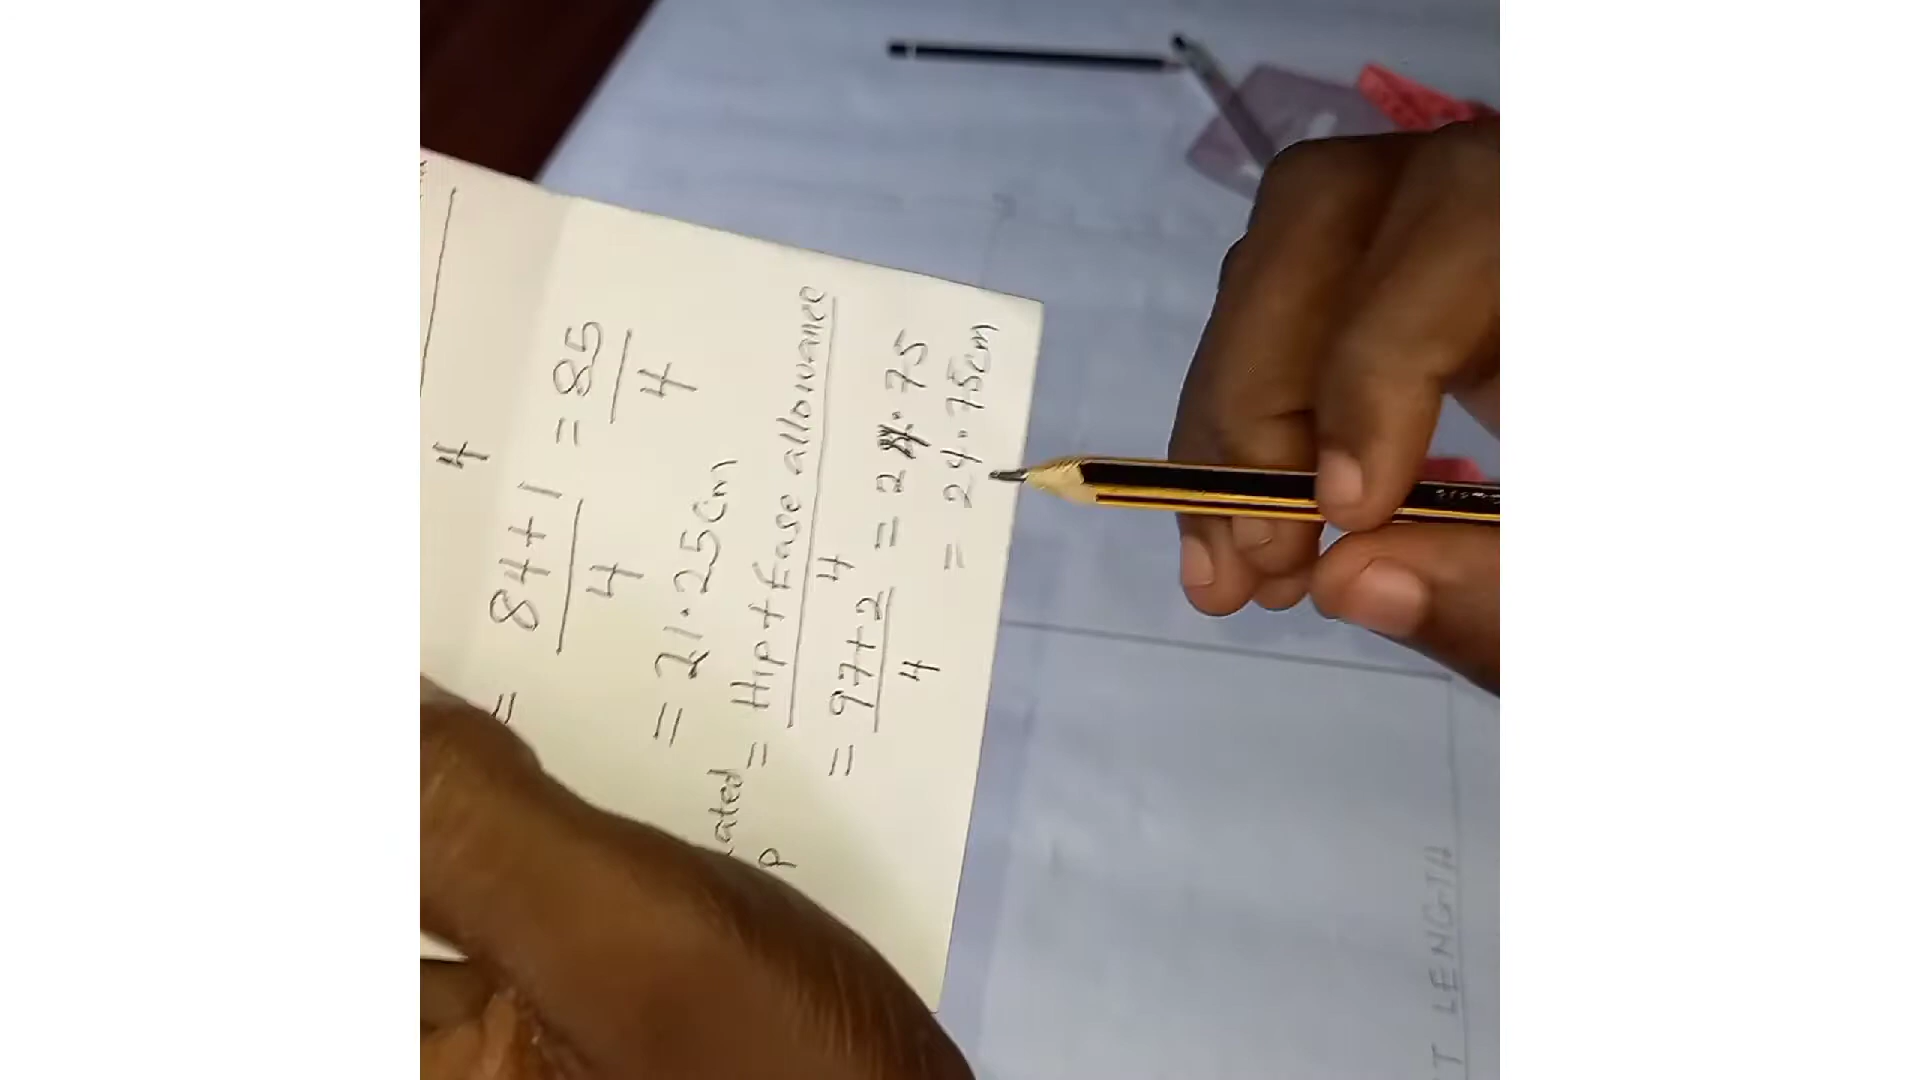 4
= 84+1 = 85
4 4
= 21.25cm
= Hip + Ease allowance
4
= 97+2 = 24.75
4
= 24.75cm
T LENGTH